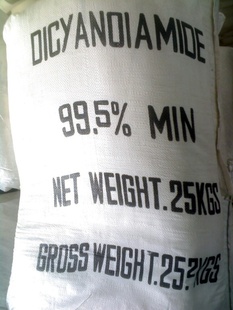 DICYANDIAMIDE
99.5% MIN
NET WEIGHT.25KGS
GROSS WEIGHT.25.2KGS